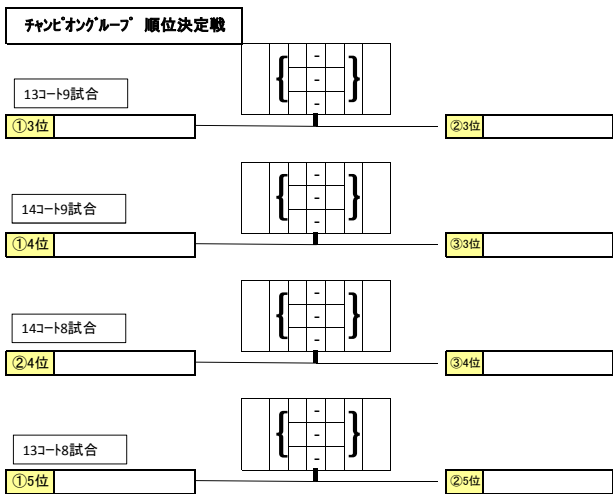 チャンピオングループ 順位決定戦
-
-
-
13コート9試合
①3位 ②3位
-
-
-
14コート9試合
①4位 ③3位
-
-
-
14コート8試合
②4位 ③4位
-
-
-
13コート8試合
①5位 ②5位